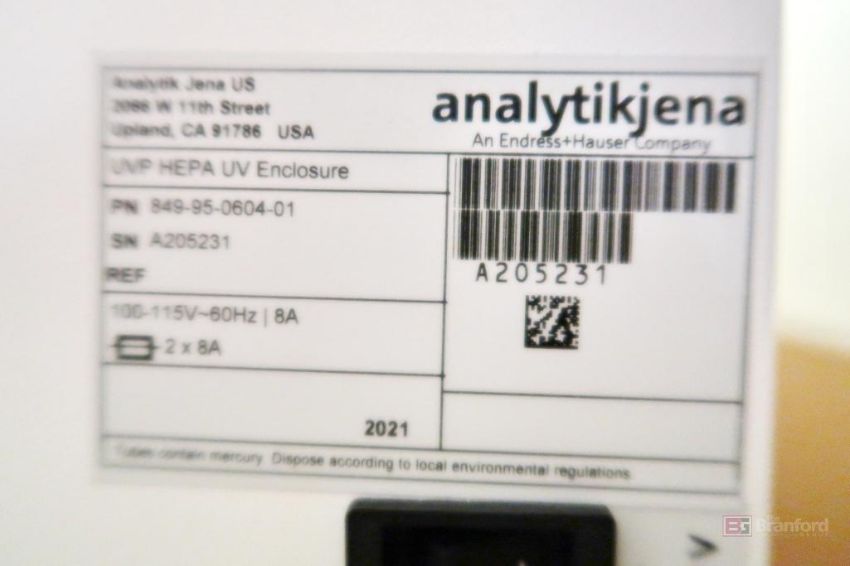 Analytik Jena US
2066 W 11th Street
Upland, CA 91786 USA
analytikjena
An Endress+Hauser Company
UVP HEPA UV Enclosure
PN 849-95-0604-01
SN A205231
REF
A205231
100-115V~60Hz | 8A
2 x 8A
2021
Tubes contain mercury. Dispose according to local environmental regulations.
>
EG The Branford